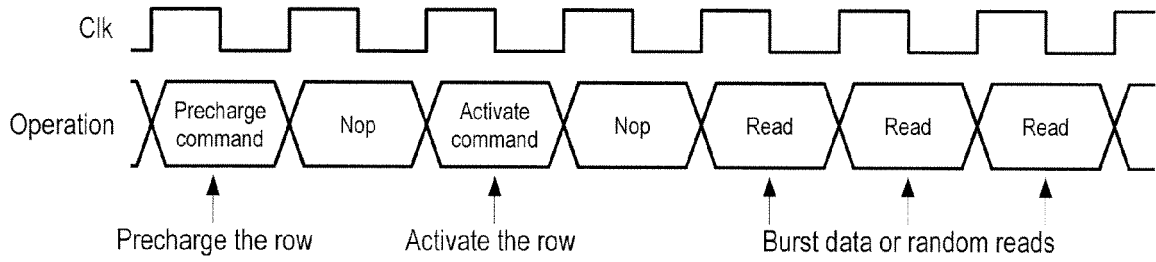 Clk
Operation
Precharge
command
Nop
Activate
command
Nop
Read
Read
Read
Precharge the row
Activate the row
Burst data or random reads